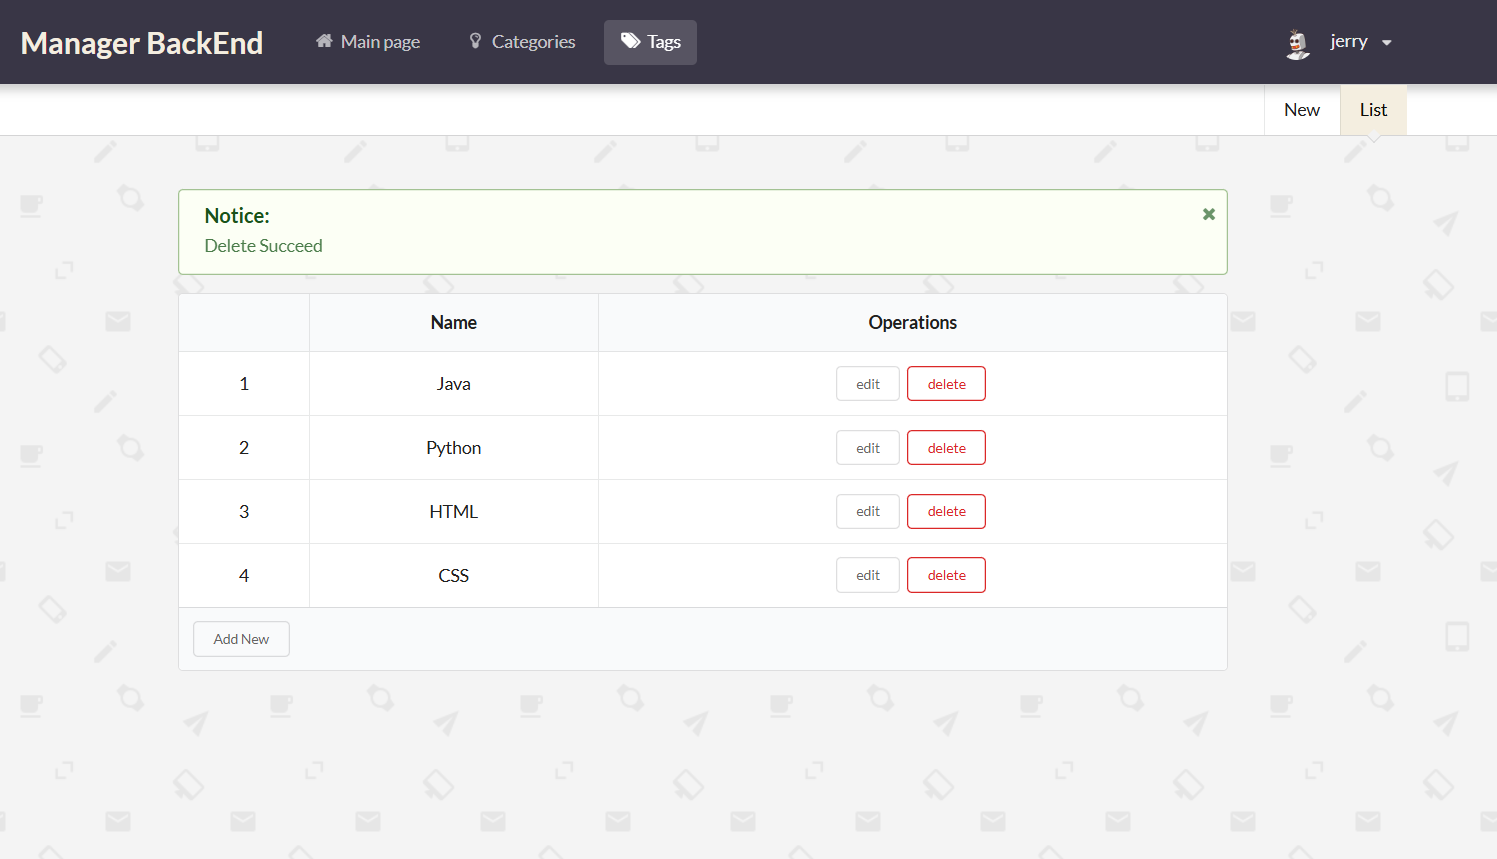 Manager BackEnd Main page Categories Tags jerry
New List
Notice:
Delete Succeed
Name Operations
1 Java edit delete
2 Python edit delete
3 HTML edit delete
4 CSS edit delete
Add New